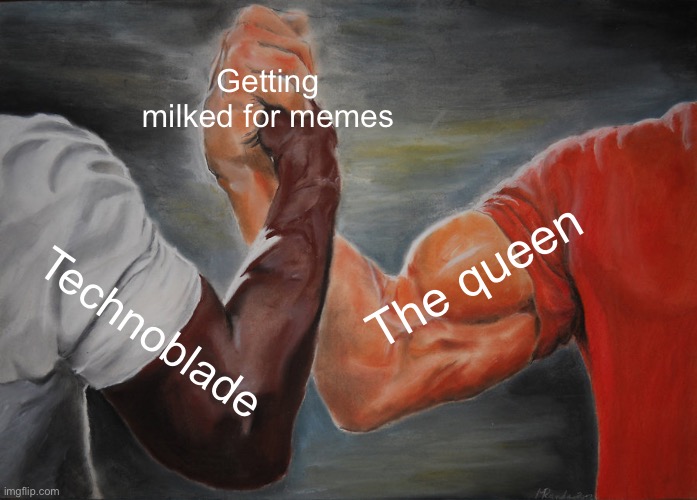 Getting
milked for memes
Technoblade
The queen
imgflip.com